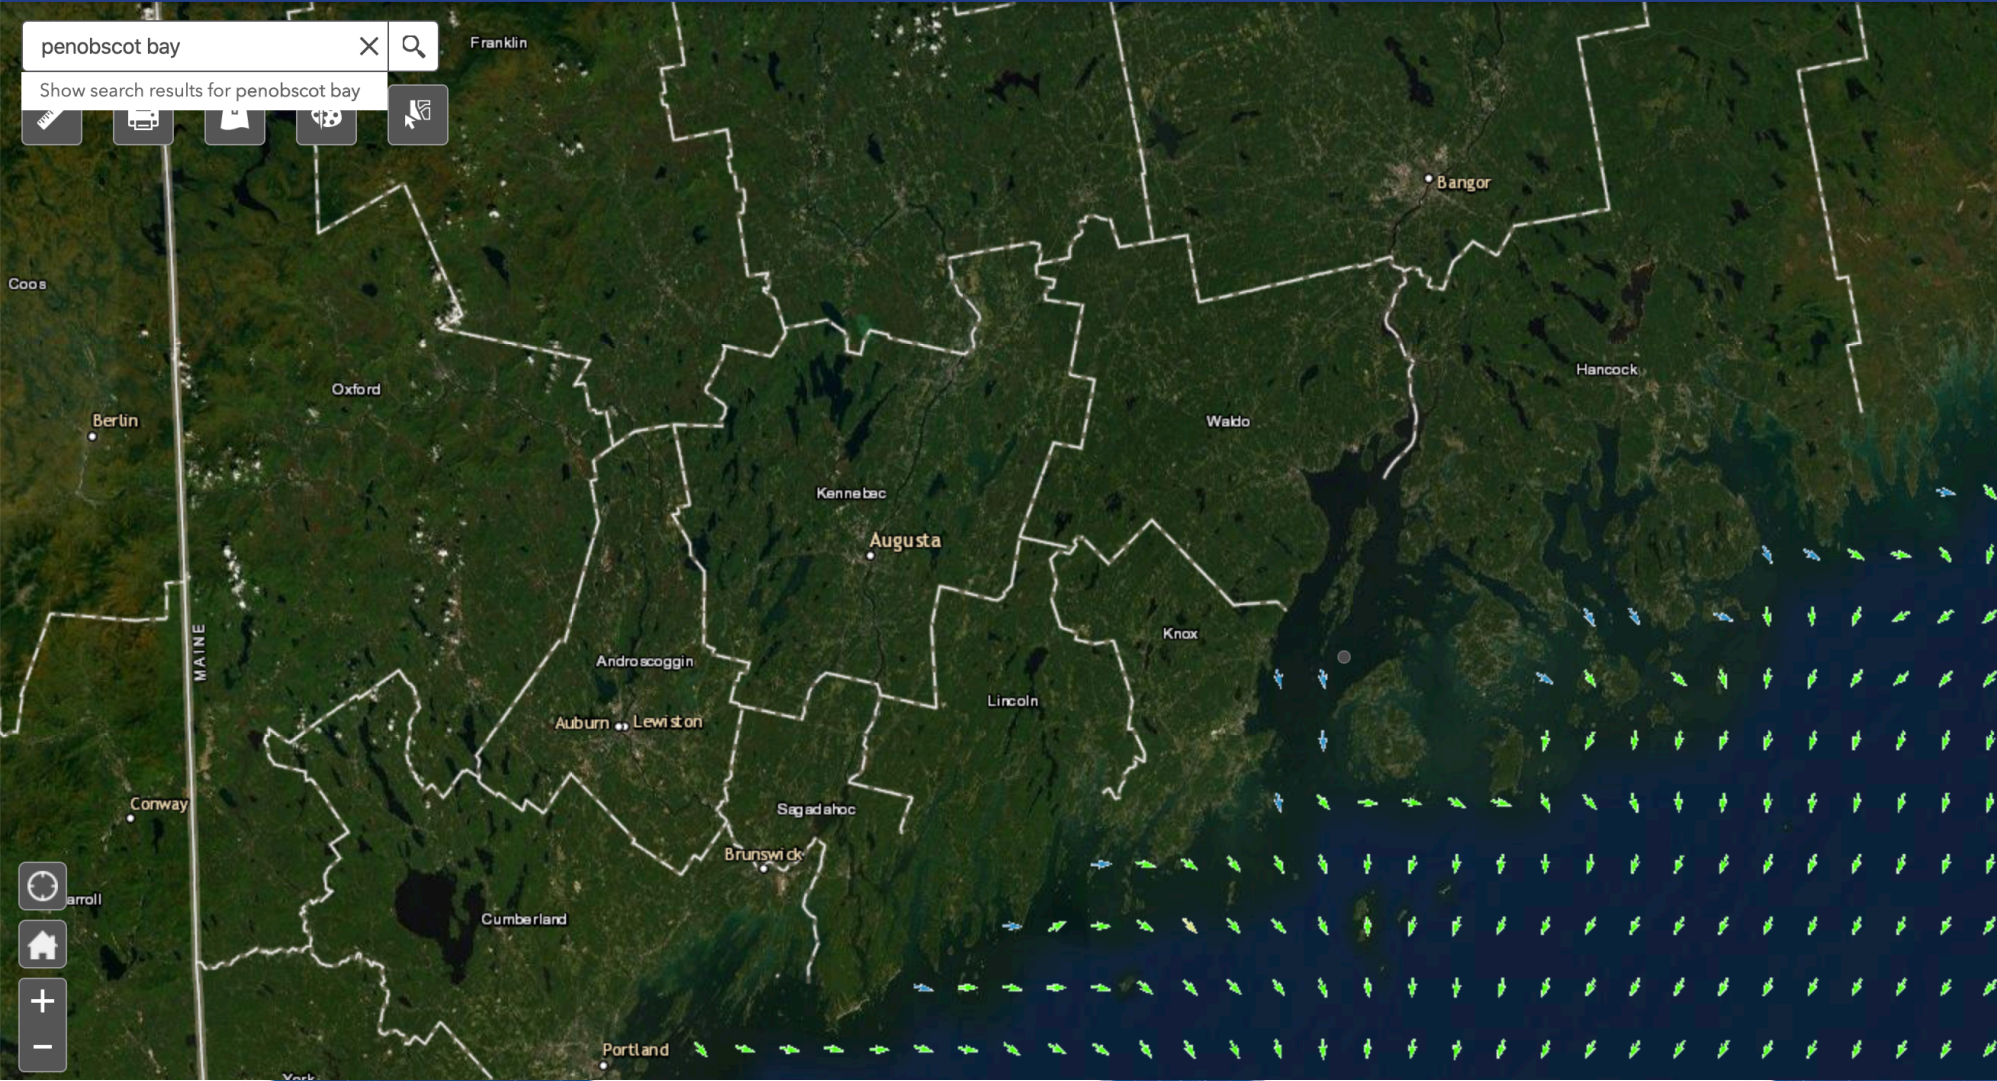 penobscot bay
Show search results for penobscot bay
Franklin
Bangor
Coos
Hancock
Oxford
Berlin
Waldo
Kennebec
Augusta
MAINE
Knox
Androscoggin
Lincoln
Auburn
Lewiston
Conway
Sagadahoc
Brunswick
arroll
Cumberland
Portland
York